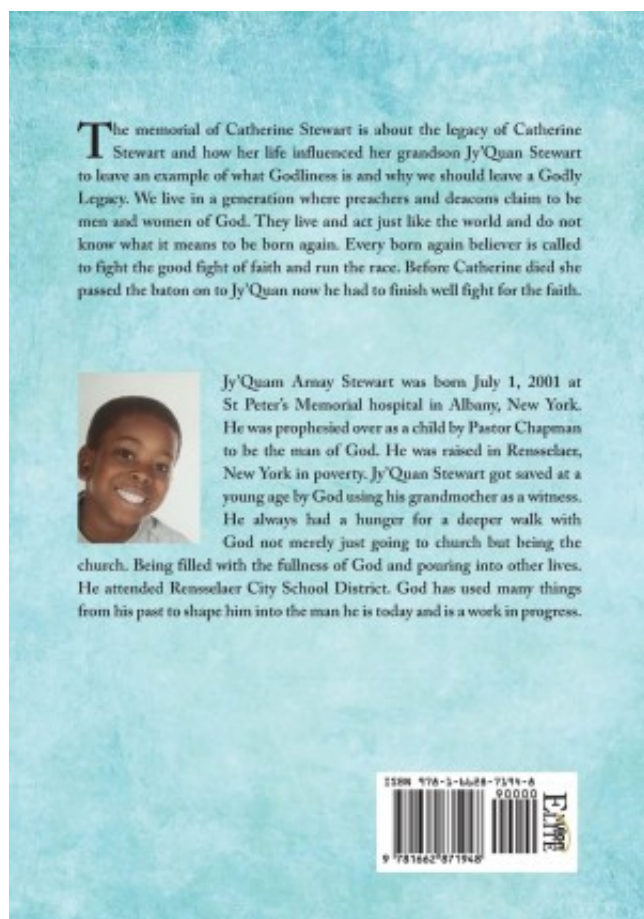 The memorial of Catherine Stewart is about the legacy of Catherine
Stewart and how her life influenced her grandson Jy'Quan Stewart
to leave an example of what Godliness is and why we should leave a Godly
Legacy. We live in a generation where preachers and deacons claim to be
men and women of God. They live and act just like the world and do not
know what it means to be born again. Every born again believer is called
to fight the good fight of faith and run the race. Before Catherine died she
passed the baton on to Jy'Quan now he had to finish well fight for the faith.
Jy'Quam Arnay Stewart was born July 1, 2001 at
St Peter's Memorial hospital in Albany, New York.
He was prophesied over as a child by Pastor Chapman
to be the man of God. He was raised in Rensselaer,
New York in poverty. Jy'Quan Stewart got saved at a
young age by God using his grandmother as a witness.
He always had a hunger for a deeper walk with
God not merely just going to church but being the
church. Being filled with the fullness of God and pouring into other lives.
He attended Rensselaer City School District. God has used many things
from his past to shape him into the man he is today and is a work in progress.
ISBN 978-1-6628-7194-8
90000
9 781662 871948
ELITE